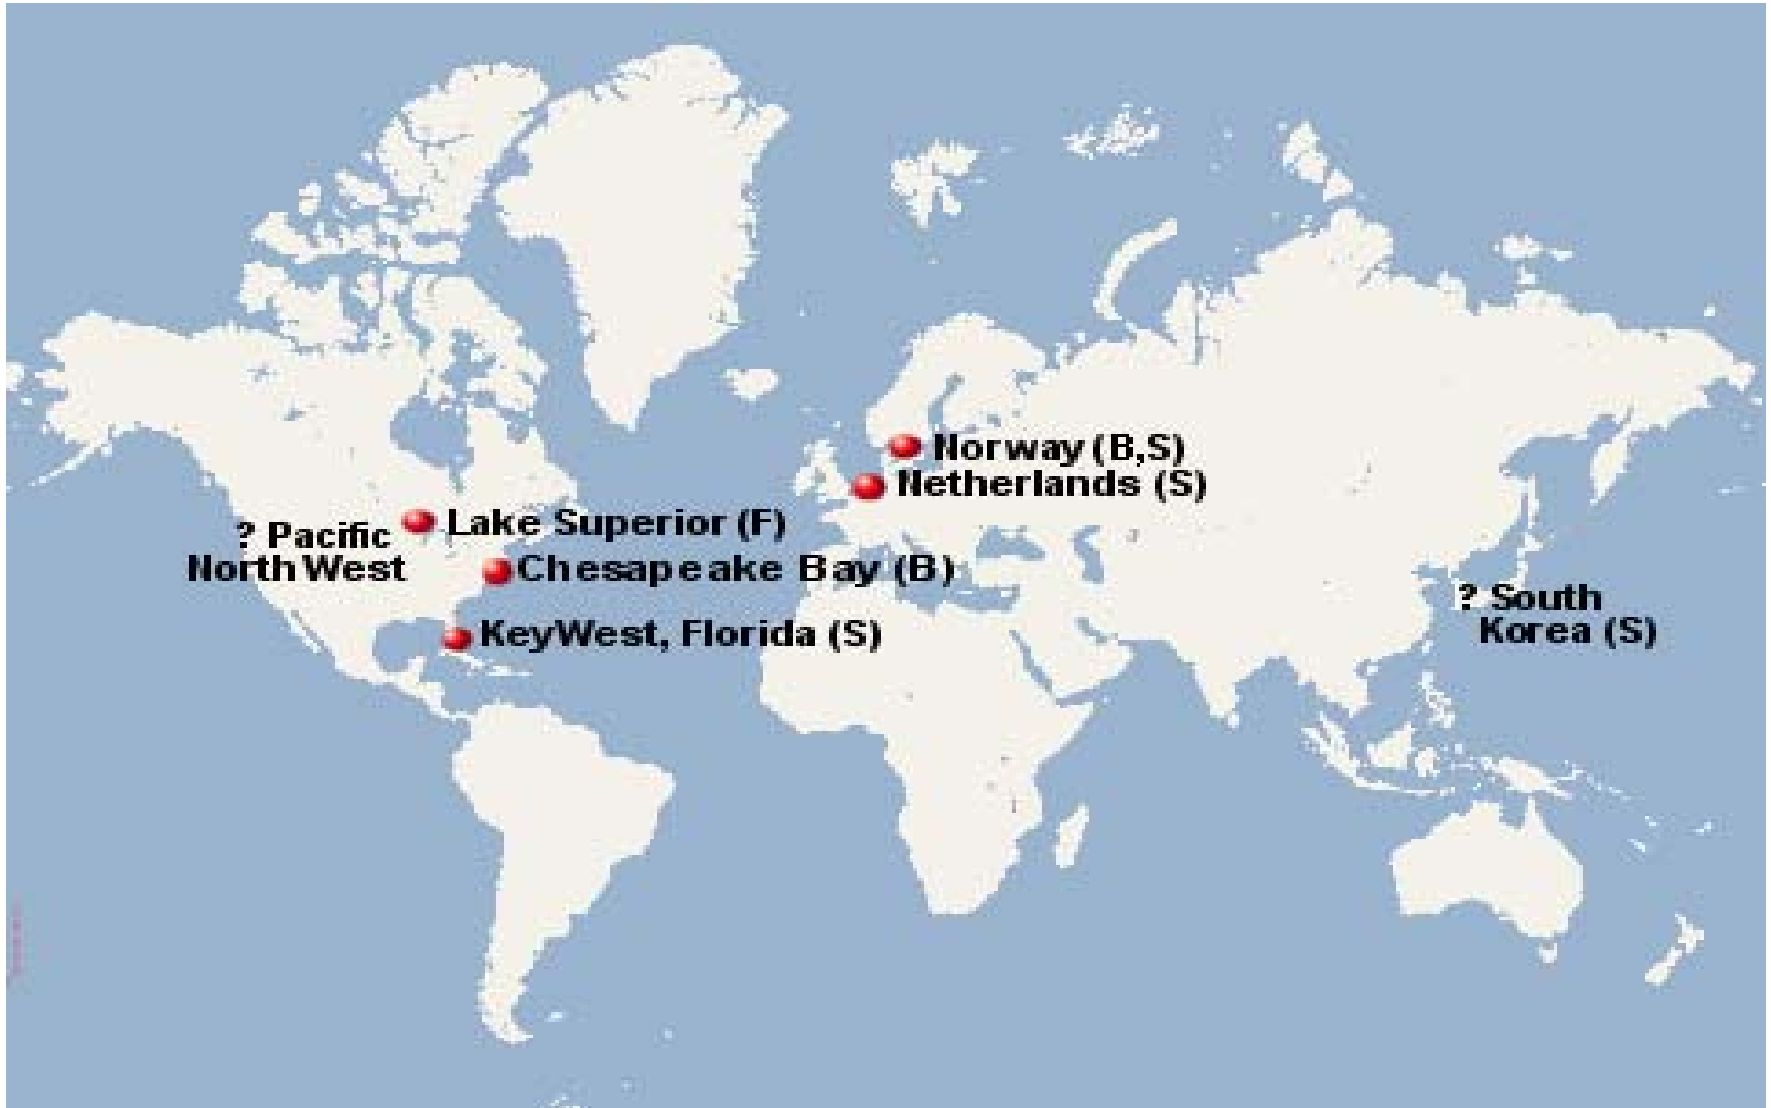 Norway (B,S)
Netherlands (S)
Lake Superior (F)
? Pacific
North West
Chesapeake Bay (B)
? South
Korea (S)
KeyWest, Florida (S)